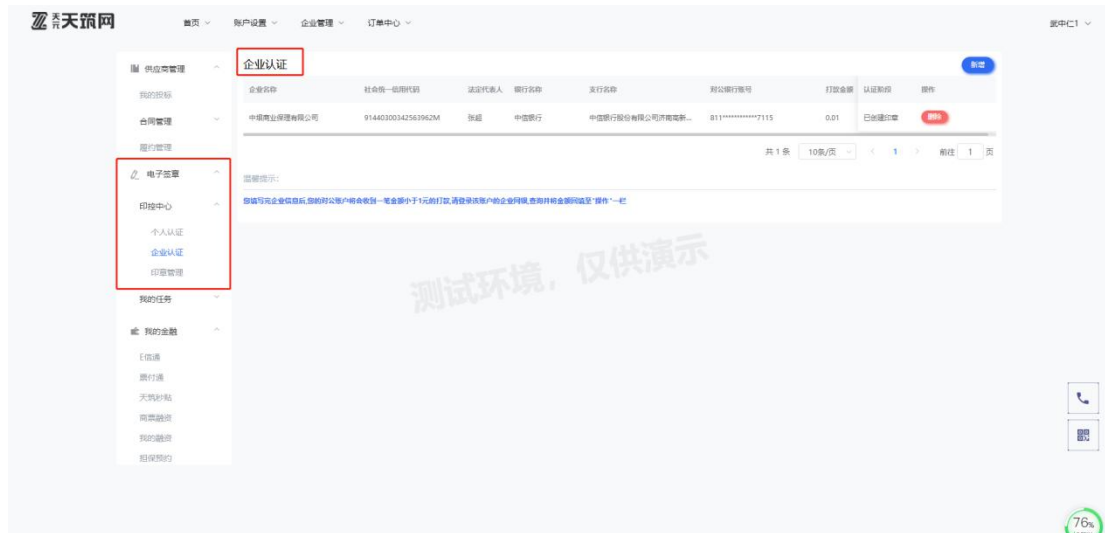 天元 天筑网 首页 账户设置 企业管理 订单中心 武中仁1
供应商管理
我的投标
合同管理
履约管理
电子签章
印控中心
个人认证
企业认证
印章管理
我的任务
我的金融
E信通
票付通
天筑秒贴
商票融资
我的融资
担保预约
企业认证 新增
企业名称 社会统一信用代码 法定代表人 银行名称 支行名称 对公银行账号 打款金额 认证阶段 操作
中垠商业保理有限公司 91440300342563962M 张超 中信银行 中信银行股份有限公司济南高新... 811************7115 0.01 已创建印章 删除
共 1 条 10条/页 1 前往 1 页
温馨提示:
您填写完企业信息后,您的对公账户将会收到一笔金额小于1元的打款,请登录该账户的企业网银,查询并将金额回填至"操作"一栏
测试环境，仅供演示
76%